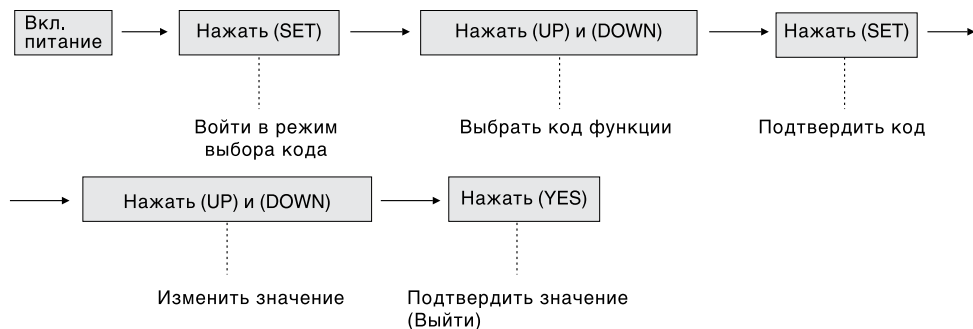 Вкл.
питание
Нажать (SET)
Нажать (UP) и (DOWN)
Нажать (SET)
Войти в режим
выбора кода
Выбрать код функции
Подтвердить код
Нажать (UP) и (DOWN)
Нажать (YES)
Изменить значение
Подтвердить значение
(Выйти)